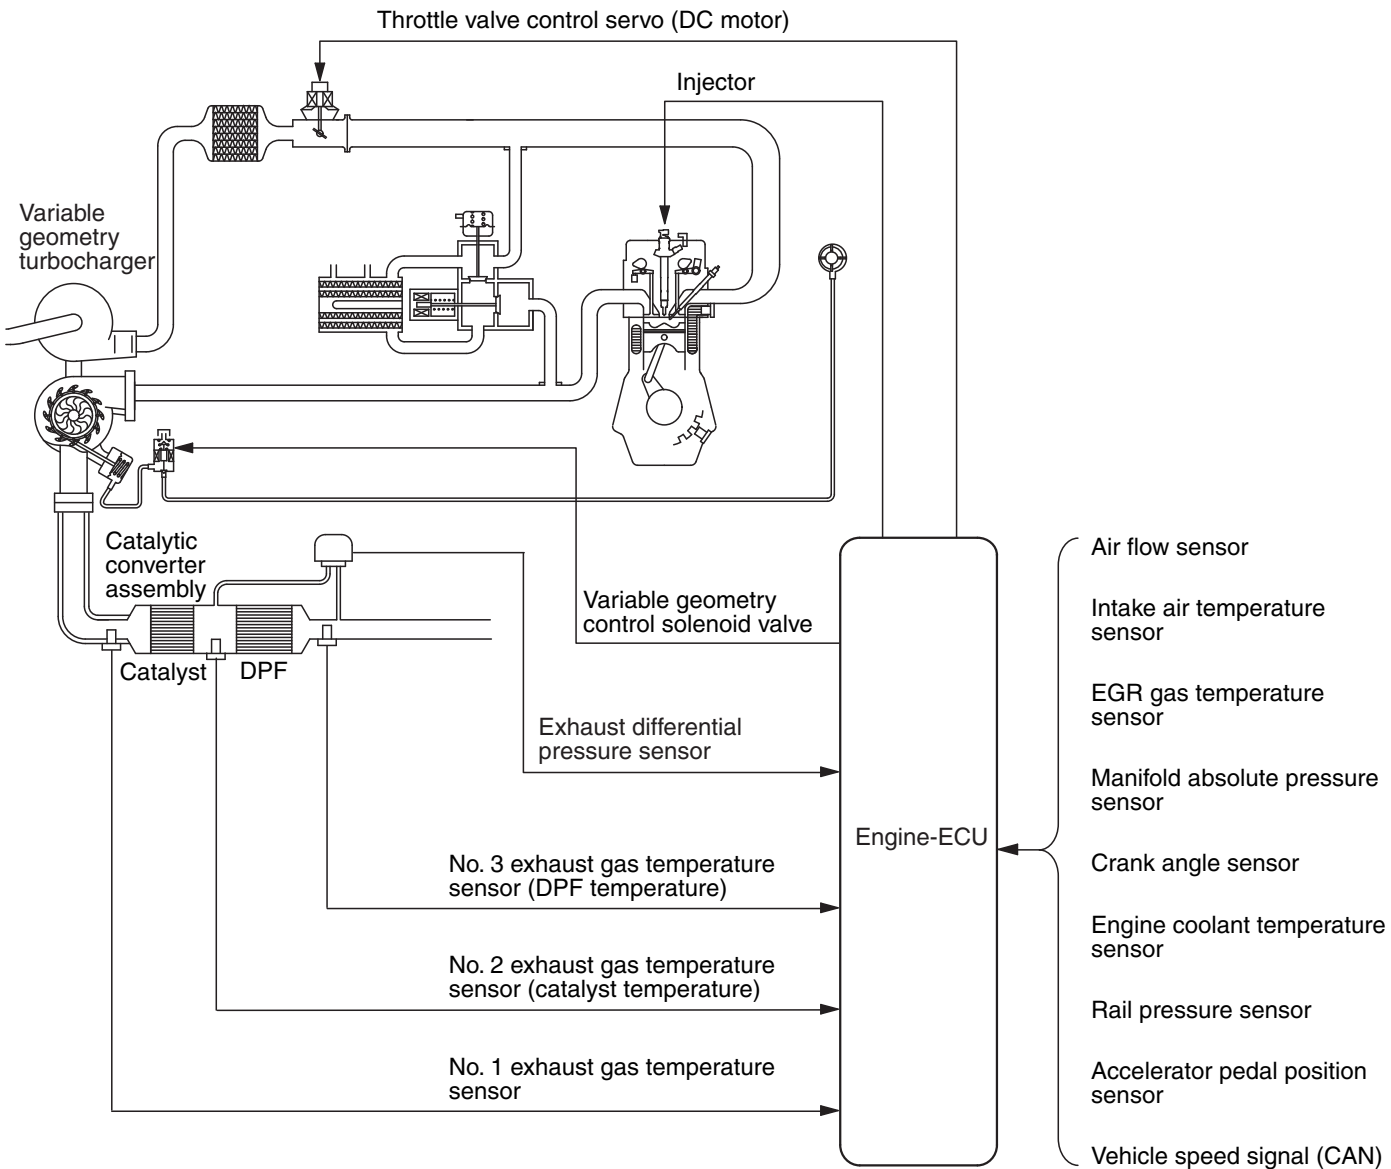 Throttle valve control servo (DC motor)
Injector
Variable
geometry
turbocharger
Catalytic
converter
assembly
Catalyst
DPF
Variable geometry
control solenoid valve
Exhaust differential
pressure sensor
No. 3 exhaust gas temperature
sensor (DPF temperature)
No. 2 exhaust gas temperature
sensor (catalyst temperature)
No. 1 exhaust gas temperature
sensor
Engine-ECU
Air flow sensor
Intake air temperature
sensor
EGR gas temperature
sensor
Manifold absolute pressure
sensor
Crank angle sensor
Engine coolant temperature
sensor
Rail pressure sensor
Accelerator pedal position
sensor
Vehicle speed signal (CAN)